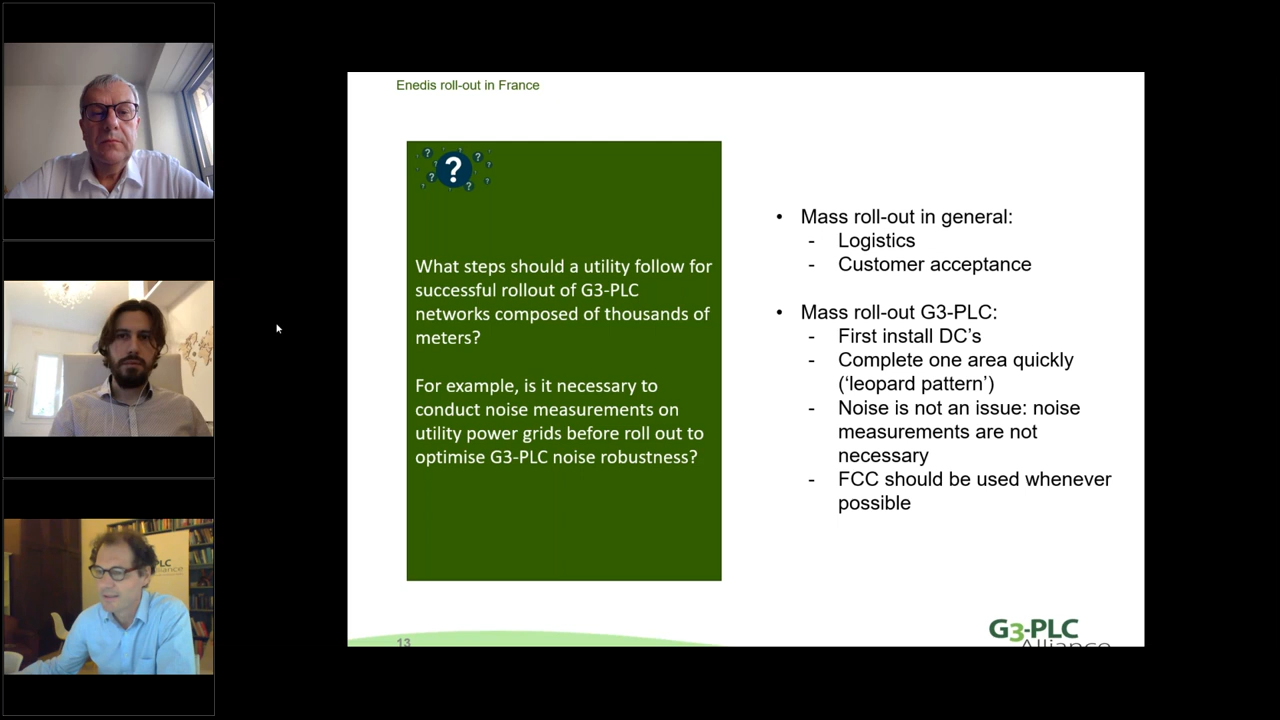 Enedis roll-out in France
?
What steps should a utility follow for
successful rollout of G3-PLC
networks composed of thousands of
meters?
For example, is it necessary to
conduct noise measurements on
utility power grids before roll out to
optimise G3-PLC noise robustness?
• Mass roll-out in general:
- Logistics
- Customer acceptance
• Mass roll-out G3-PLC:
- First install DC's
- Complete one area quickly
('leopard pattern')
- Noise is not an issue: noise
measurements are not
necessary
- FCC should be used whenever
possible
13
G3-PLC
Alliance
PLC